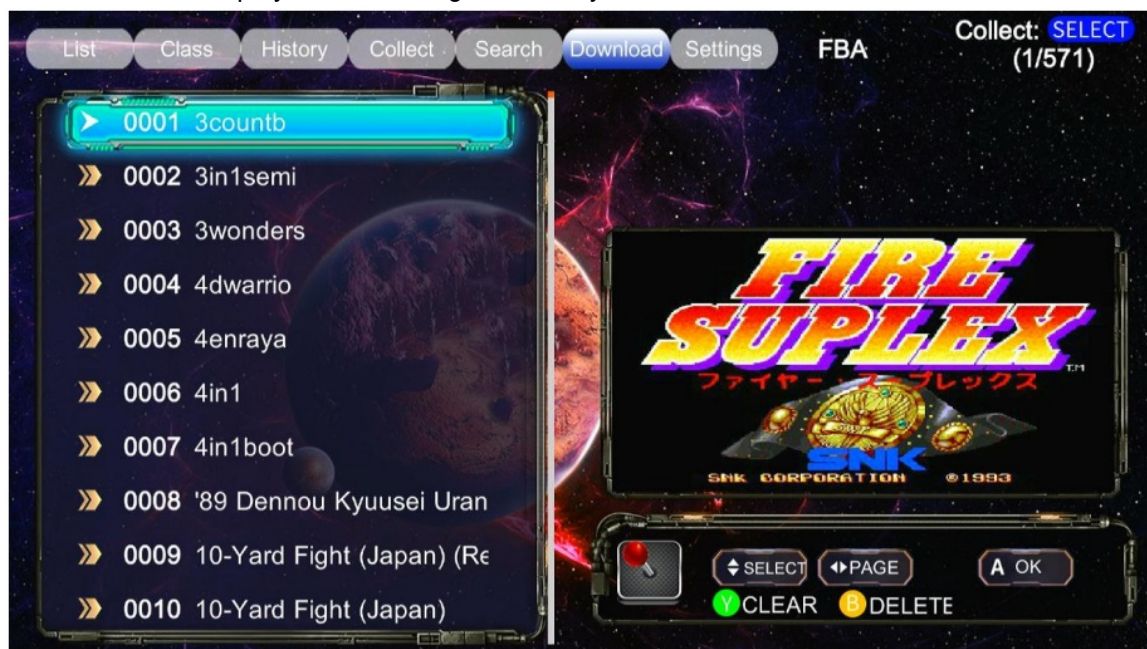 List Class History Collect Search Download Settings FBA Collect: SELECT
(1/571)
0001 3countb
0002 3in1semi
0003 3wonders
0004 4dwarrio
0005 4enraya
0006 4in1
0007 4in1boot
0008 '89 Dennou Kyuusei Uran
0009 10-Yard Fight (Japan) (Re
0010 10-Yard Fight (Japan)
FIRE
SUPLEX TM
ファイヤー・スープレックス
SNK
SNK CORPORATION ©1993
SELECT PAGE A OK
Y CLEAR B DELETE